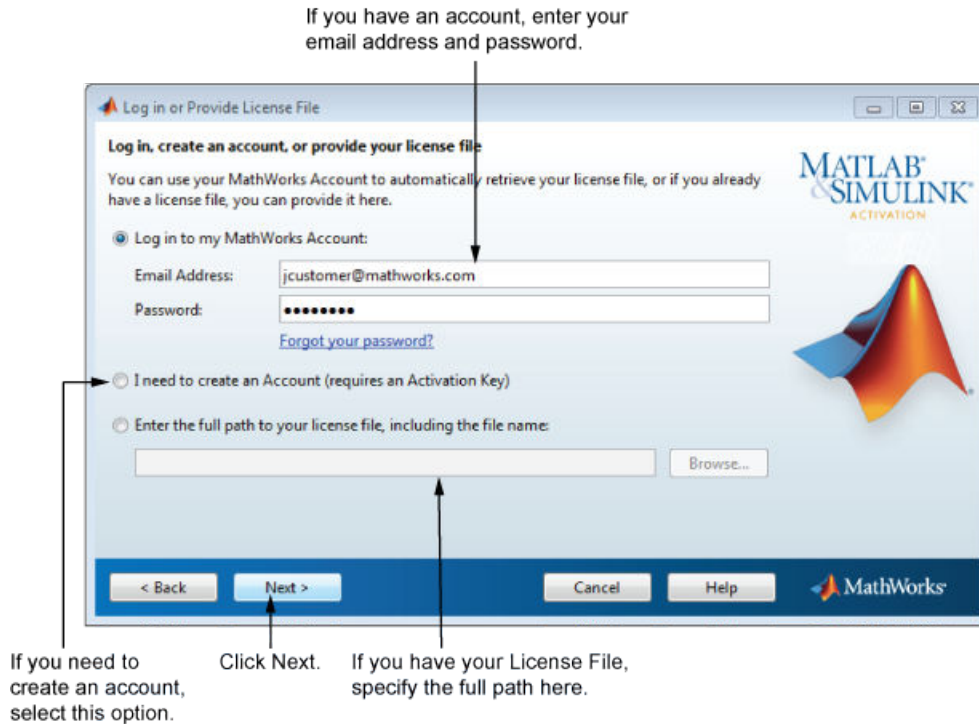 If you have an account, enter your
email address and password.
Log in or Provide License File
Log in, create an account, or provide your license file
You can use your MathWorks Account to automatically retrieve your license file, or if you already
have a license file, you can provide it here.
MATLAB®
&SIMULINK®
ACTIVATION
Log in to my MathWorks Account:
Email Address:
jcustomer@mathworks.com
Password:
••••••••
Forgot your password?
I need to create an Account (requires an Activation Key)
Enter the full path to your license file, including the file name:
Browse...
< Back
Next >
Cancel
Help
MathWorks®
If you need to
create an account,
select this option.
Click Next.
If you have your License File,
specify the full path here.